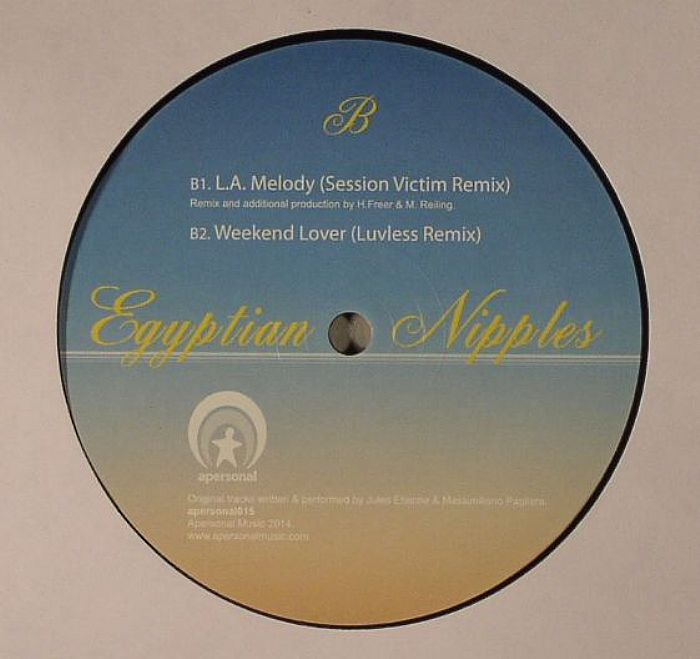 B
B1. L.A. Melody (Session Victim Remix)
Remix and additional production by H.Freer & M. Reiling.
B2. Weekend Lover (Luvless Remix)
Egyptian Nipples
apersonal
Original tracks written & performed by Jules Etienne & Massimiliano Pagliara.
apersonal015
Apersonal Music 2014.
www.apersonalmusic.com